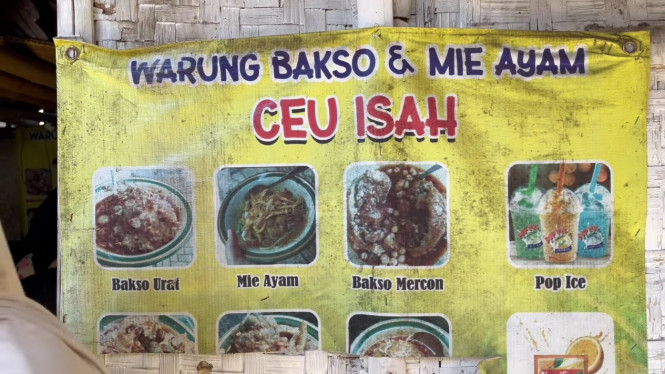 WARUNG BAKSO & MIE AYAM
CEU ISAH
Bakso Urat
Mie Ayam
Bakso Mercon
Pop Ice